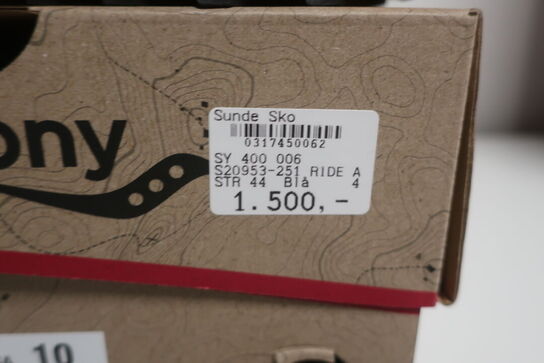 ony
Sunde Sko
0317450062
SY 400 006
S20953-251 RIDE A
STR 44 Blå 4
1.500,-
10